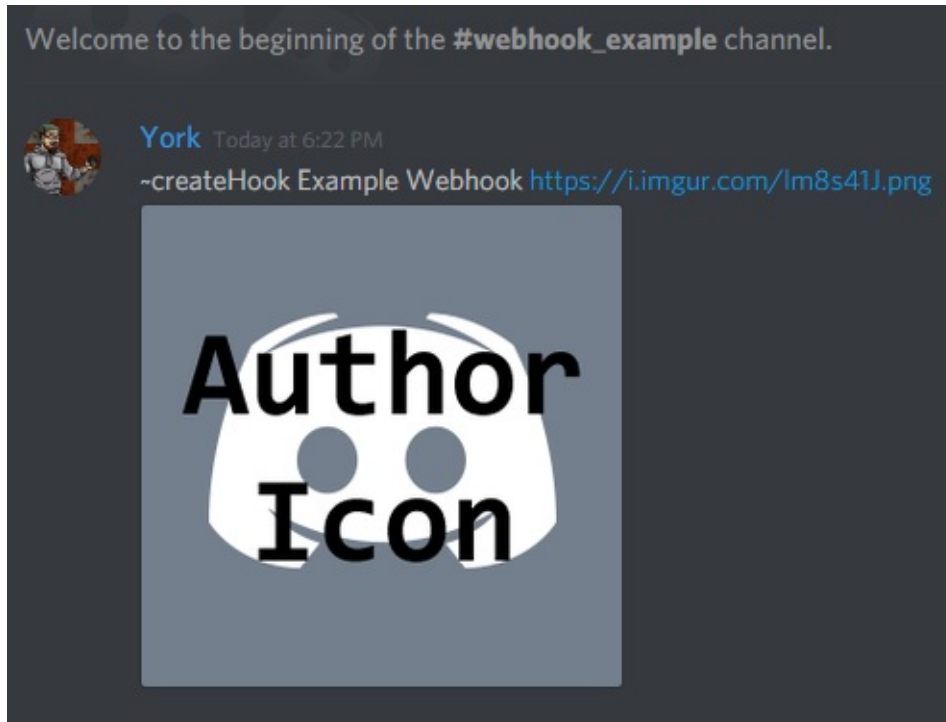 Welcome to the beginning of the #webhook_example channel.
York Today at 6:22 PM
~createHook Example Webhook https://i.imgur.com/lm8s41J.png
Author
Icon